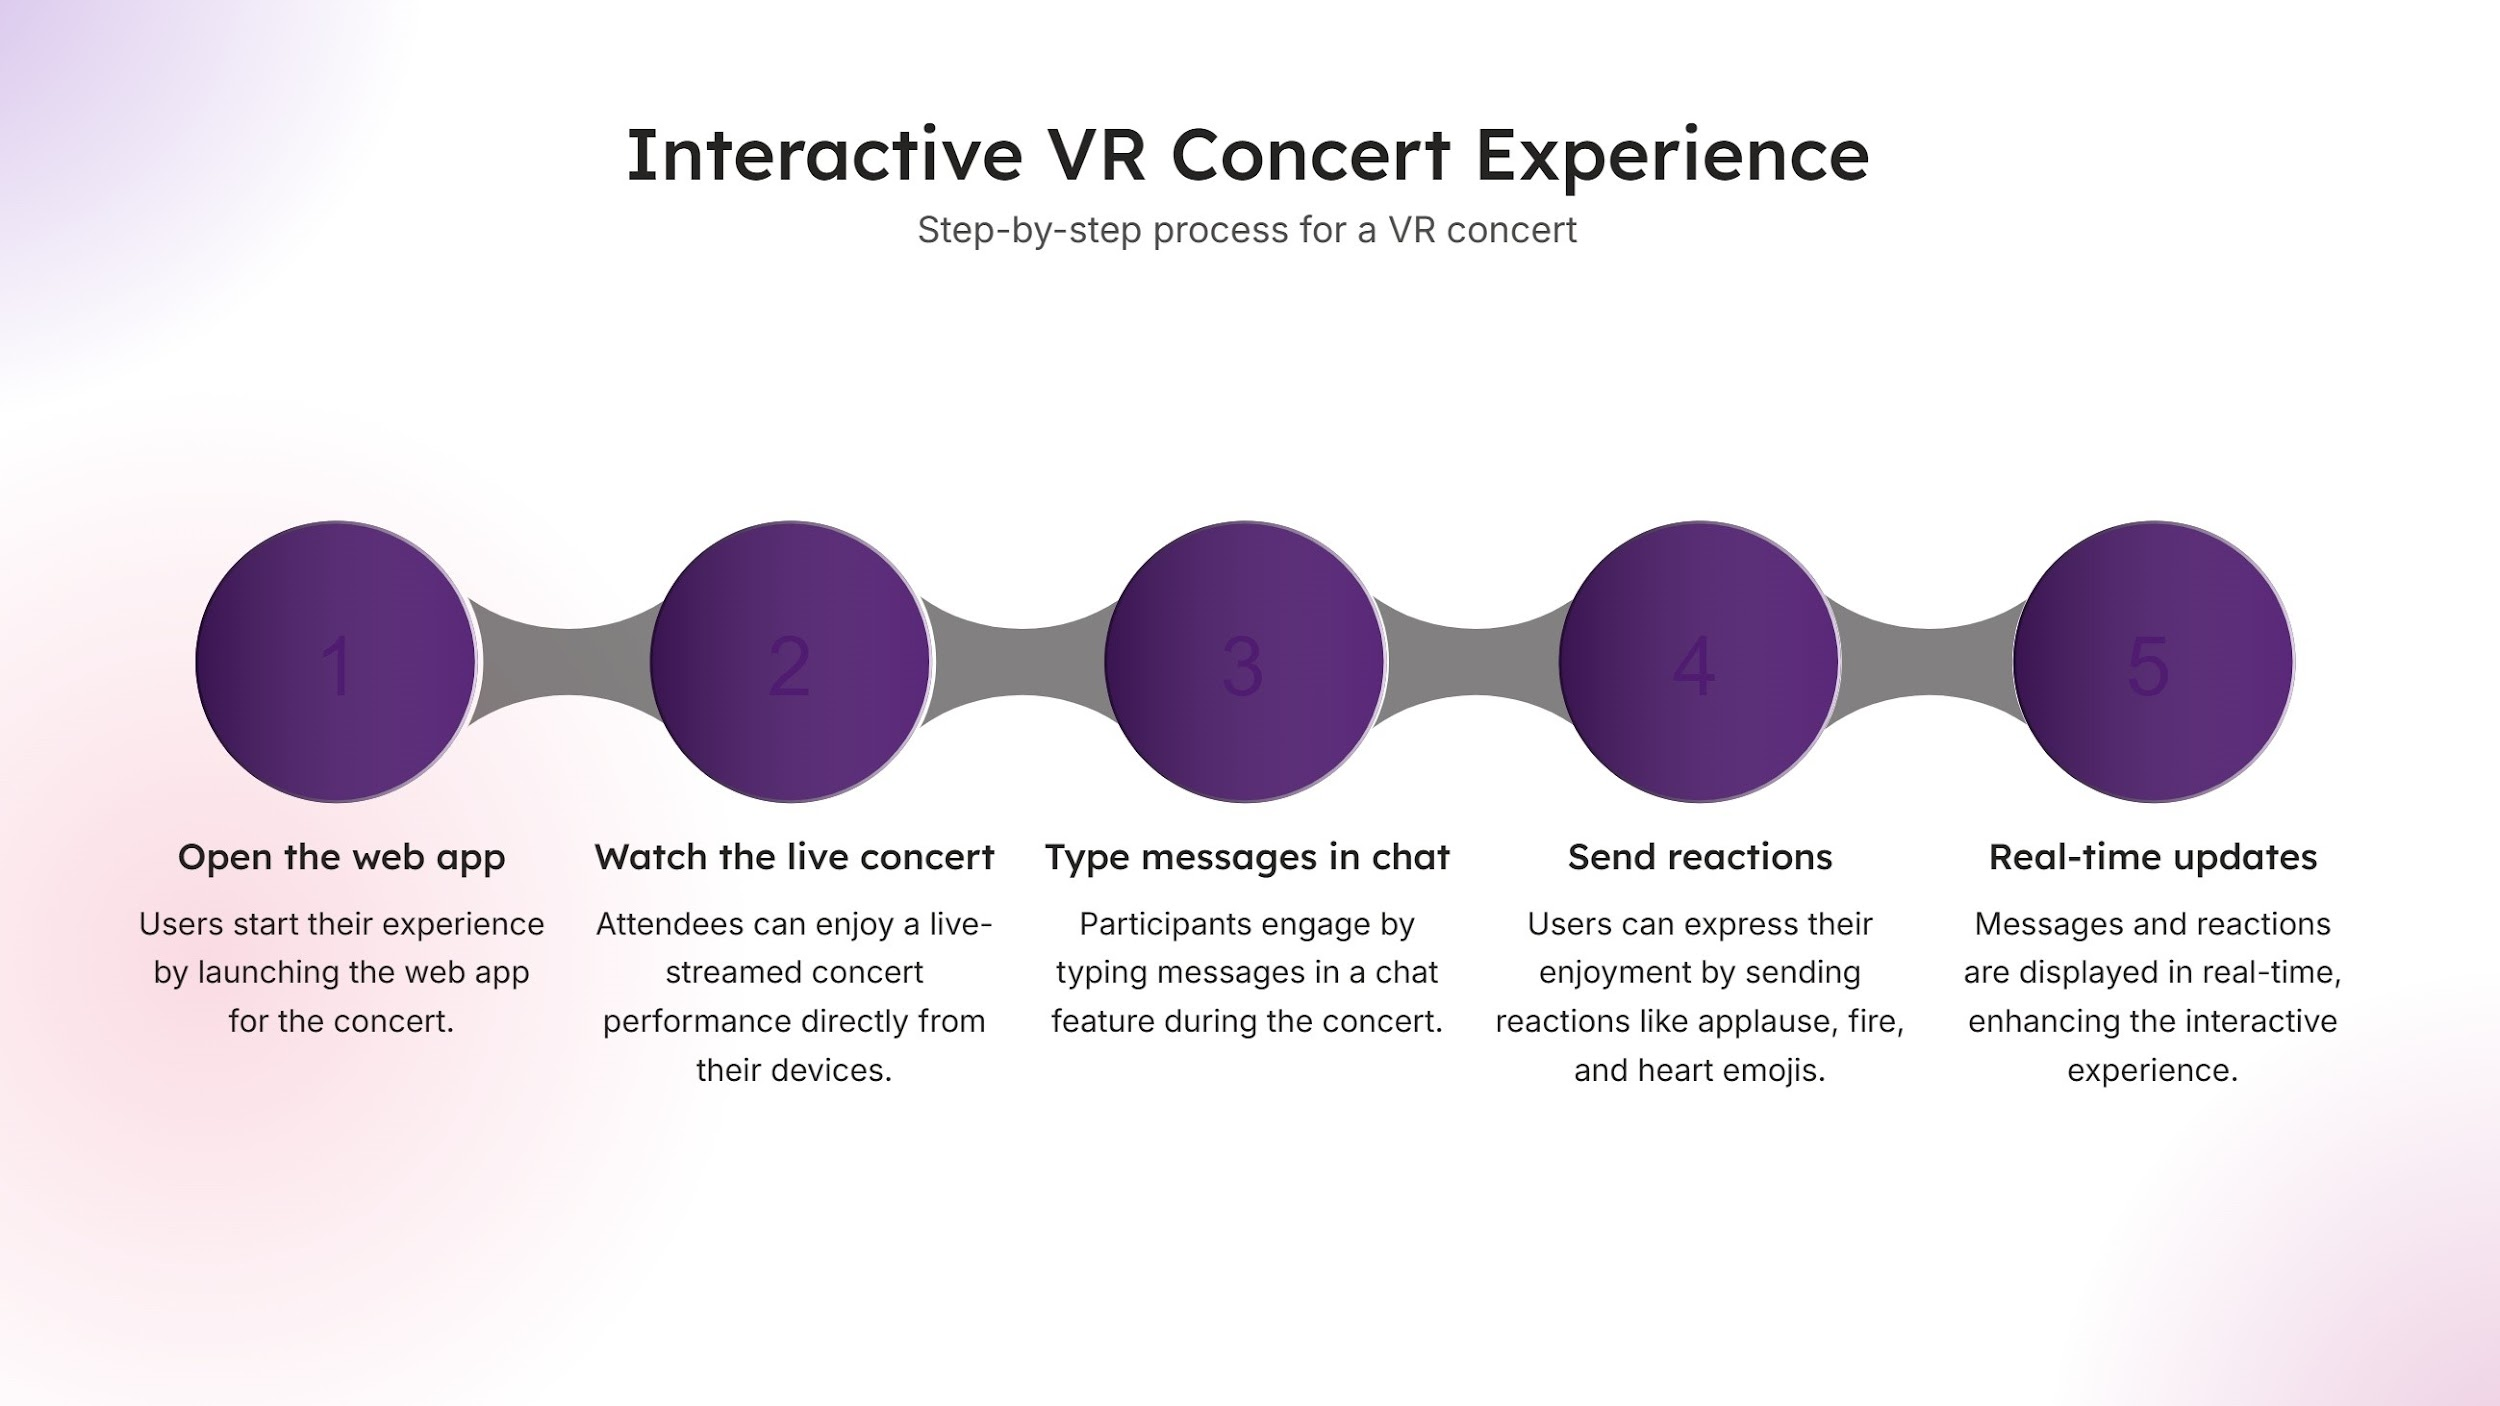 Interactive VR Concert Experience
Step-by-step process for a VR concert
1
2
3
4
5
Open the web app
Users start their experience
by launching the web app
for the concert.
Watch the live concert
Attendees can enjoy a live-
streamed concert
performance directly from
their devices.
Type messages in chat
Participants engage by
typing messages in a chat
feature during the concert.
Send reactions
Users can express their
enjoyment by sending
reactions like applause, fire,
and heart emojis.
Real-time updates
Messages and reactions
are displayed in real-time,
enhancing the interactive
experience.